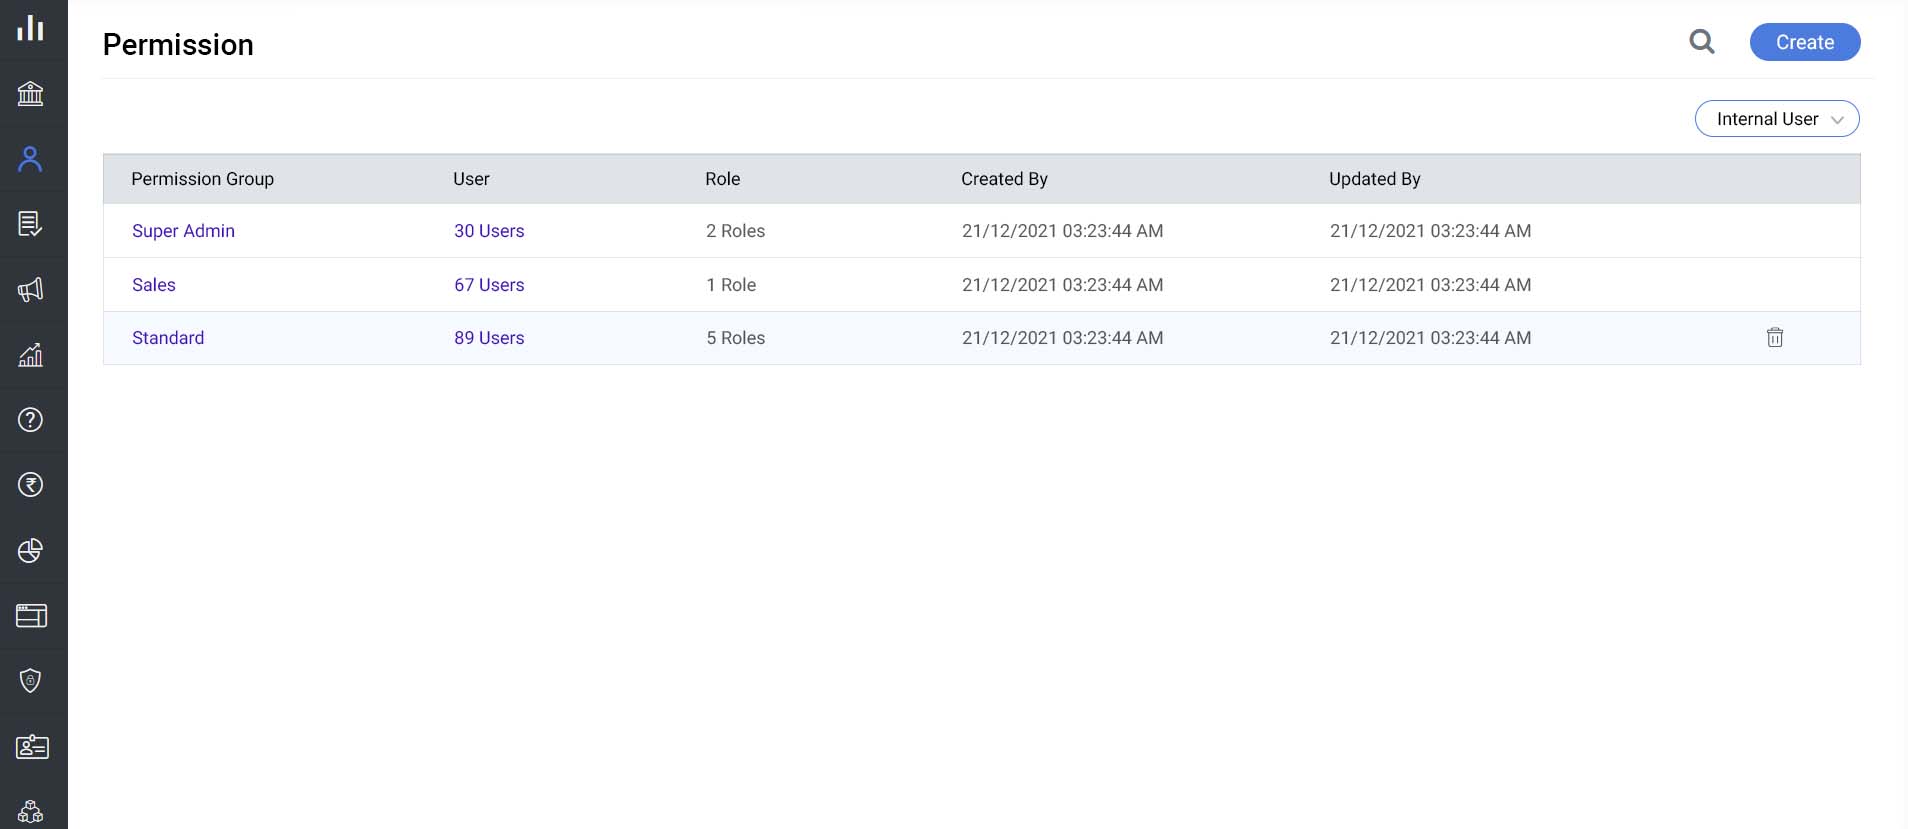 Permission
Create
Internal User
Permission Group User Role Created By Updated By
Super Admin 30 Users 2 Roles 21/12/2021 03:23:44 AM 21/12/2021 03:23:44 AM
Sales 67 Users 1 Role 21/12/2021 03:23:44 AM 21/12/2021 03:23:44 AM
Standard 89 Users 5 Roles 21/12/2021 03:23:44 AM 21/12/2021 03:23:44 AM